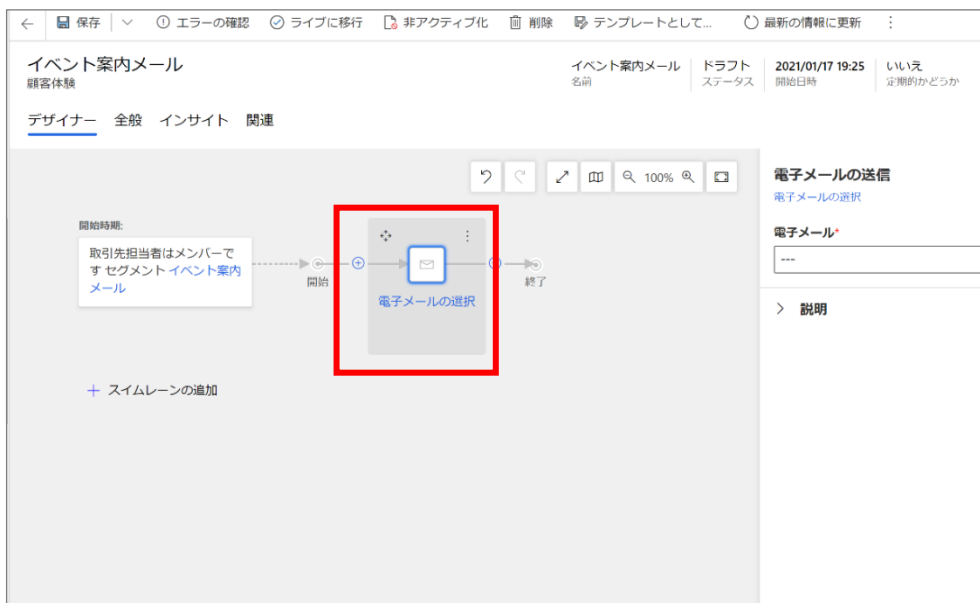 保存 エラーの確認 ライブに移行 非アクティブ化 削除 テンプレートとして... 最新の情報に更新
イベント案内メール
顧客体験
イベント案内メール ドラフト 2021/01/17 19:25 いいえ
名前 ステータス 開始日時 定期的かどうか
デザイナー 全般 インサイト 関連
100%
電子メールの送信
電子メールの選択
電子メール*
---
説明
開始時期:
取引先担当者はメンバーで
す セグメント イベント案内
メール
開始
電子メールの選択
終了
+ スイムレーンの追加